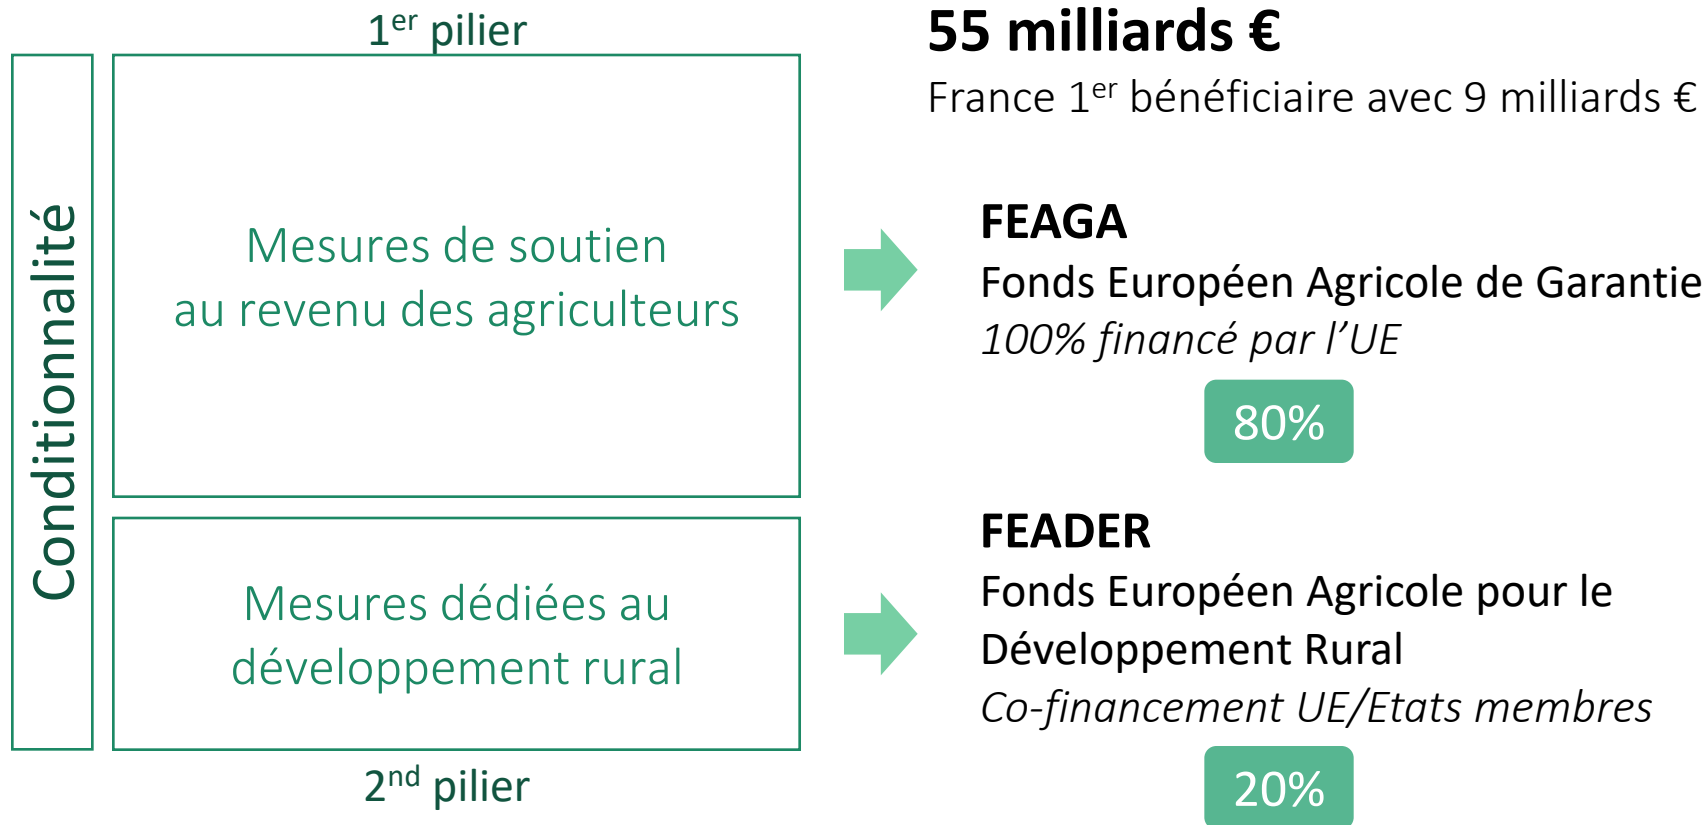 1er pilier
Conditionnalité
Mesures de soutien
au revenu des agriculteurs
Mesures dédiées au
développement rural
2nd pilier
55 milliards €
France 1er bénéficiaire avec 9 milliards €
FEAGA
Fonds Européen Agricole de Garantie
100% financé par l’UE
80%
FEADER
Fonds Européen Agricole pour le
Développement Rural
Co-financement UE/Etats membres
20%